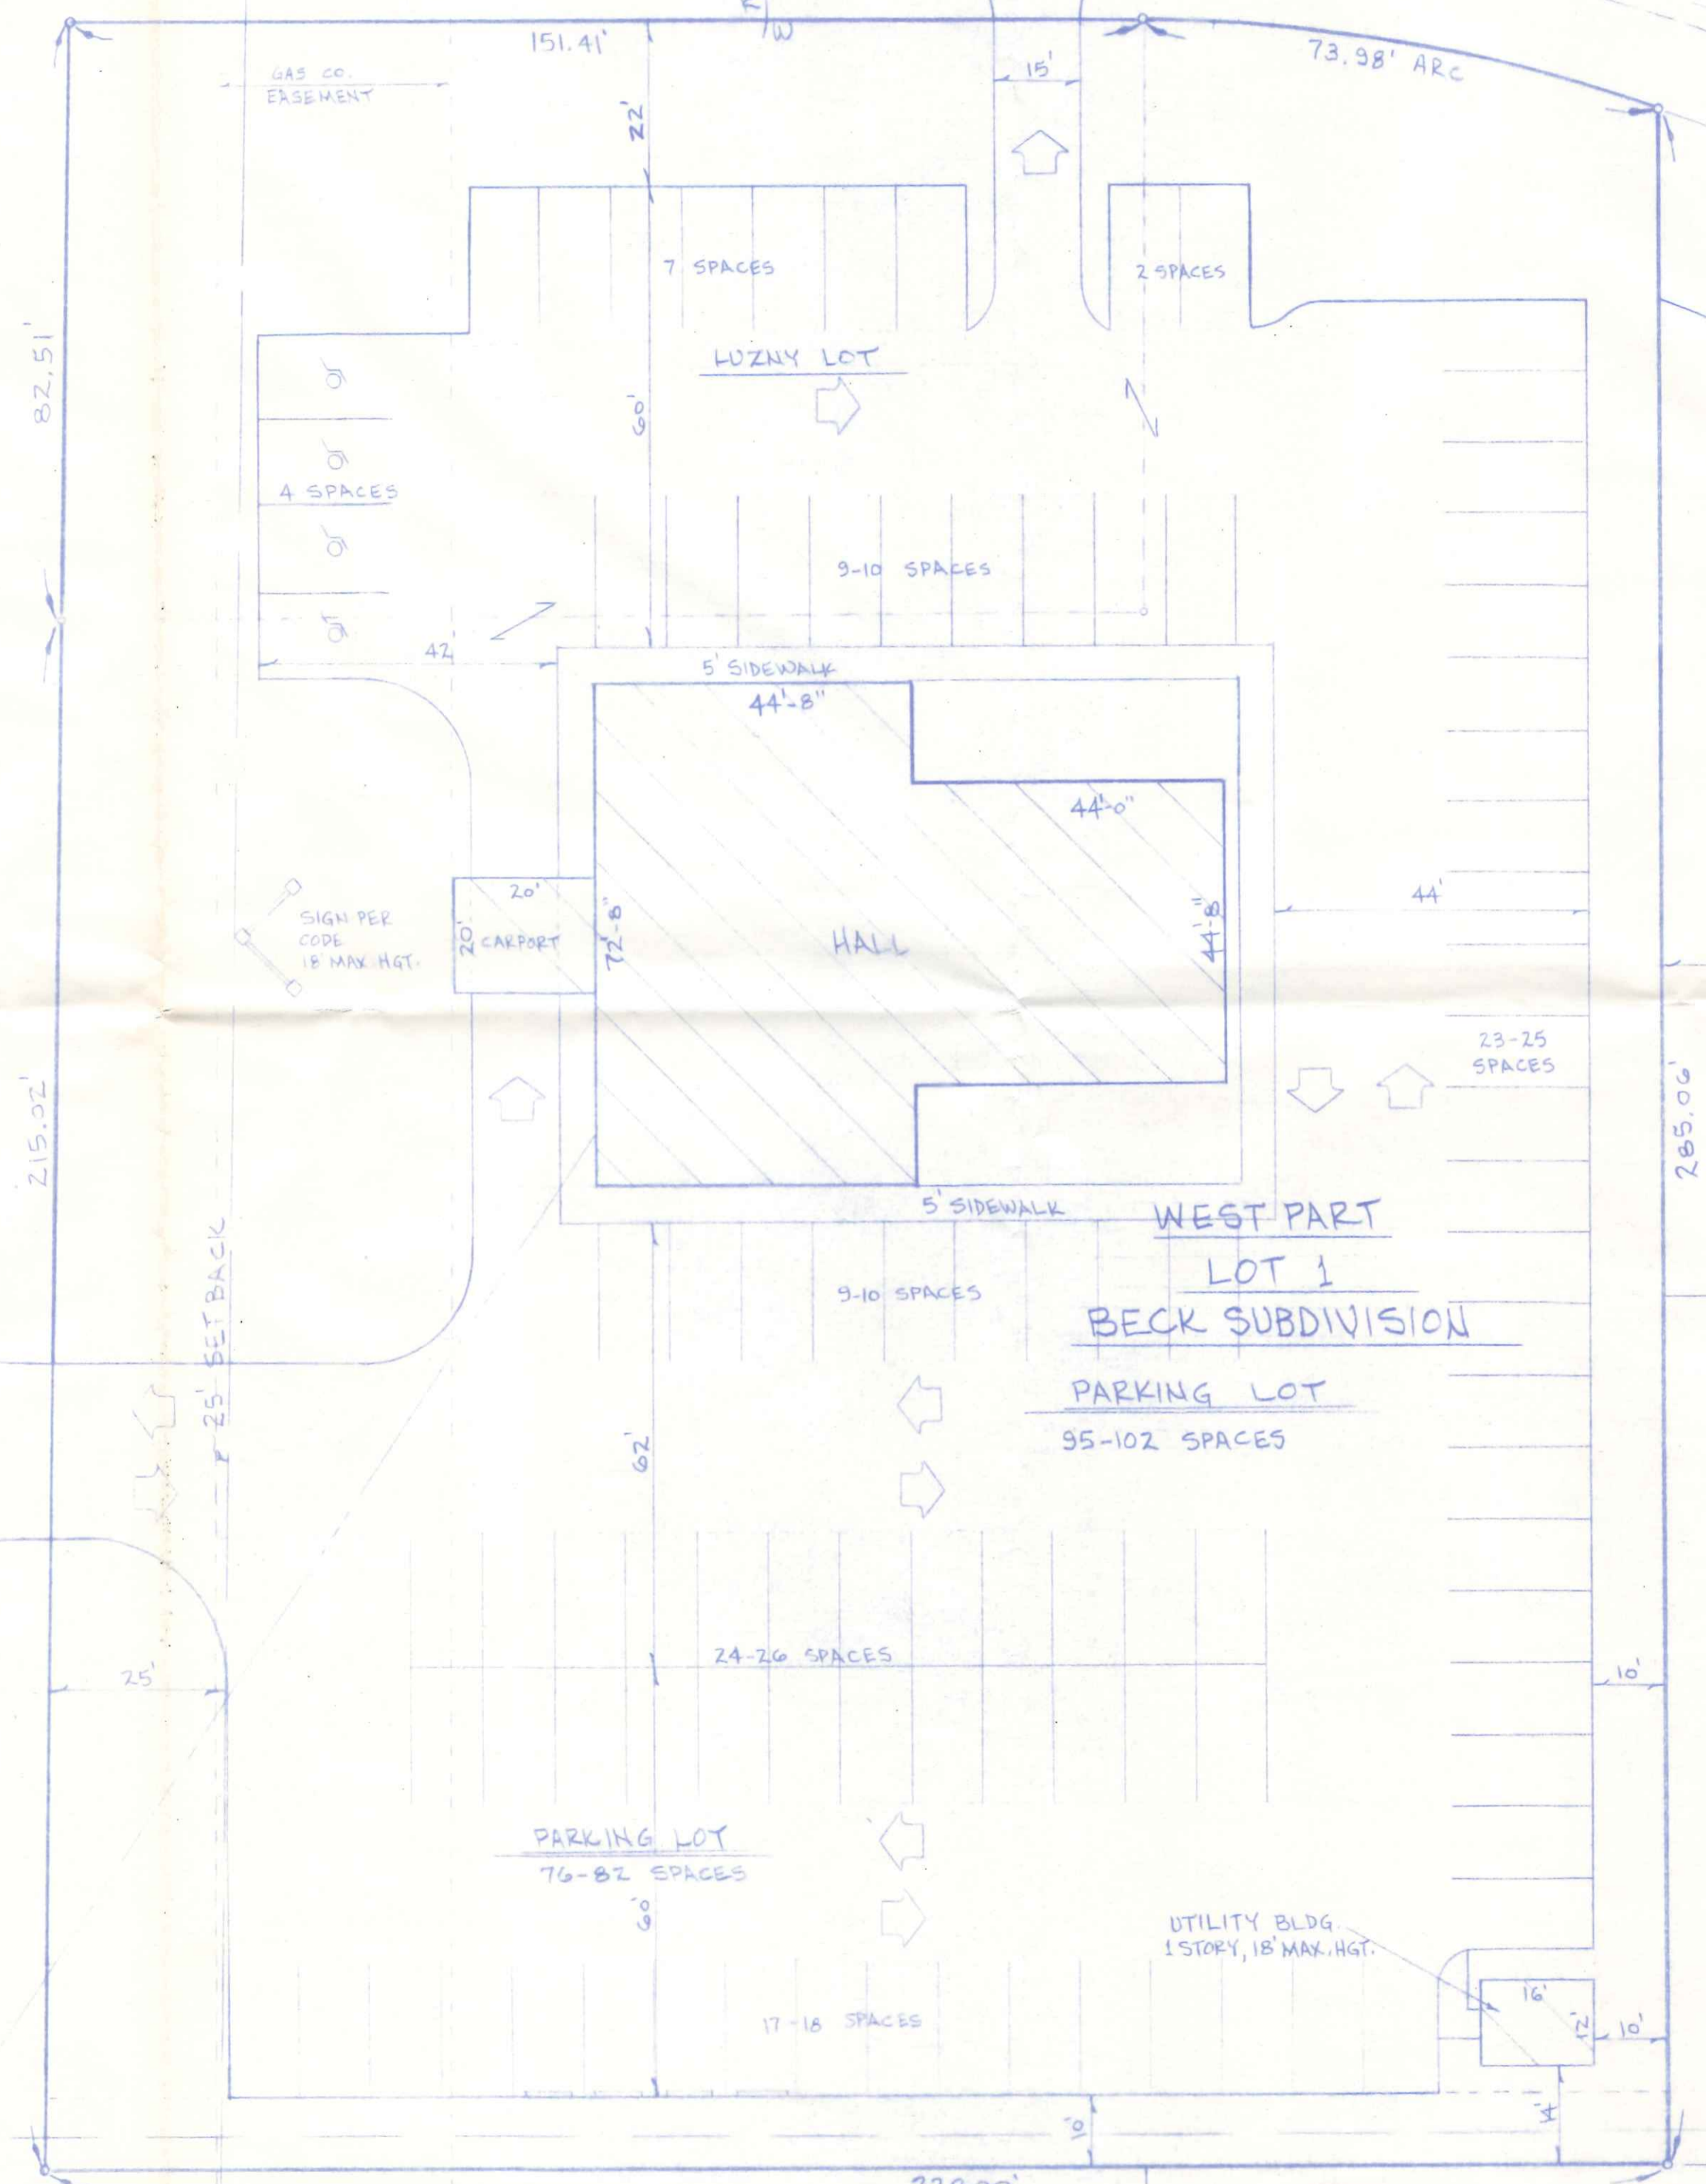 W
151.41'
73.98' ARC
15'
GAS CO.
EASEMENT
22'
7 SPACES
2 SPACES
82.51'
LUZNY LOT
60'
4 SPACES
9-10 SPACES
42'
5' SIDEWALK
44'-8"
44'-0"
20'
20'
CARPORT
72'-8"
HALL
44'-8"
44'
SIGN PER
CODE
18' MAX. HGT.
23-25
SPACES
215.02'
285.06'
5' SIDEWALK
WEST PART
LOT 1
BECK SUBDIVISION
9-10 SPACES
25' SETBACK
PARKING LOT
95-102 SPACES
62'
24-26 SPACES
25'
10'
PARKING LOT
76-82 SPACES
60'
UTILITY BLDG.
1 STORY, 18' MAX. HGT.
16'
12'
10'
17-18 SPACES
10'
14'